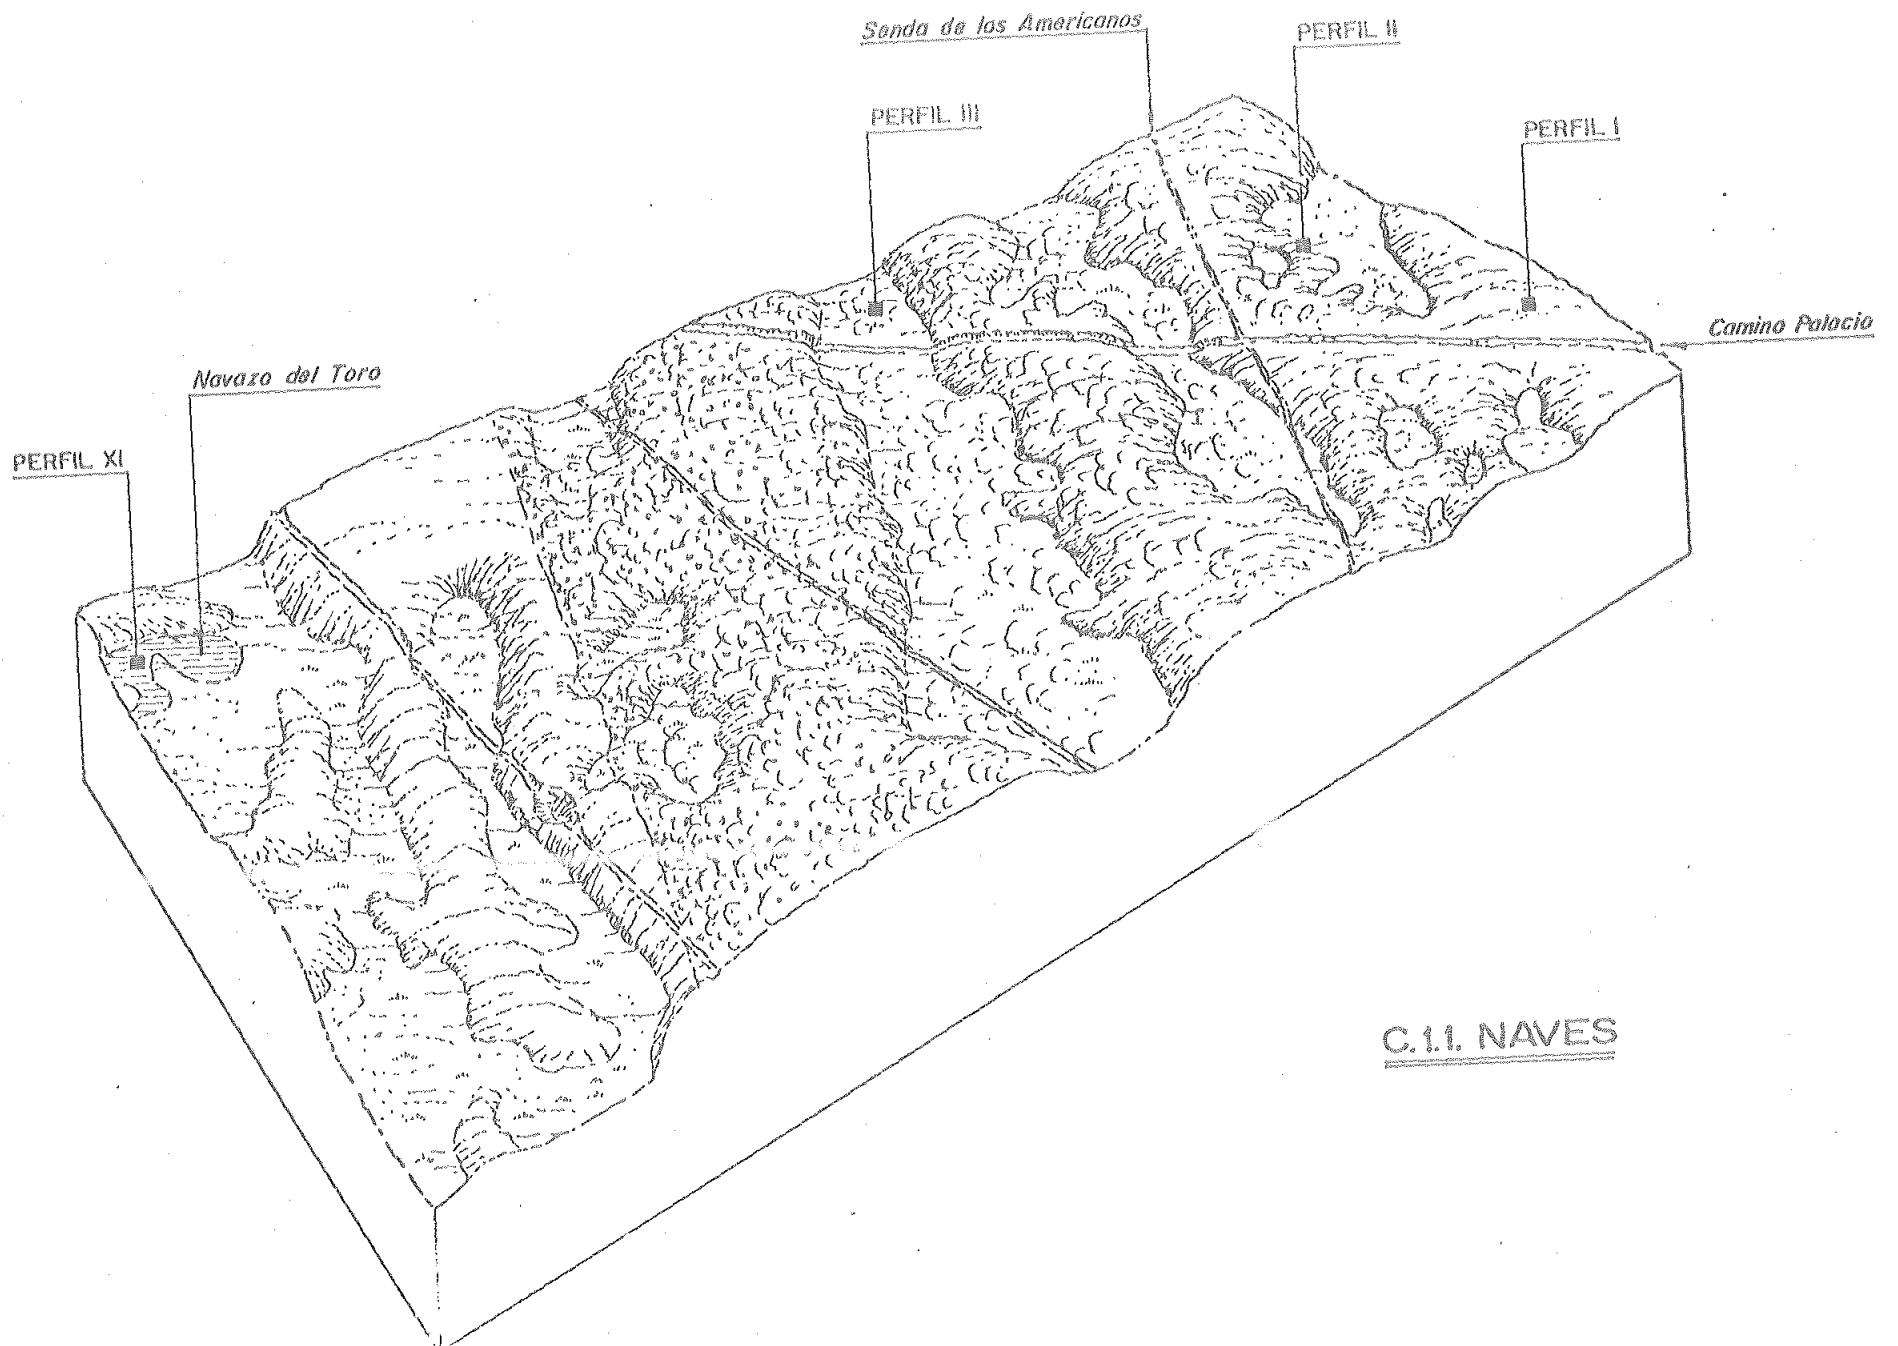 Senda de los Americanos
PERFIL II
PERFIL III
PERFIL I
Camino Palacio
Navazo del Toro
PERFIL XI
C.1.1. NAVES